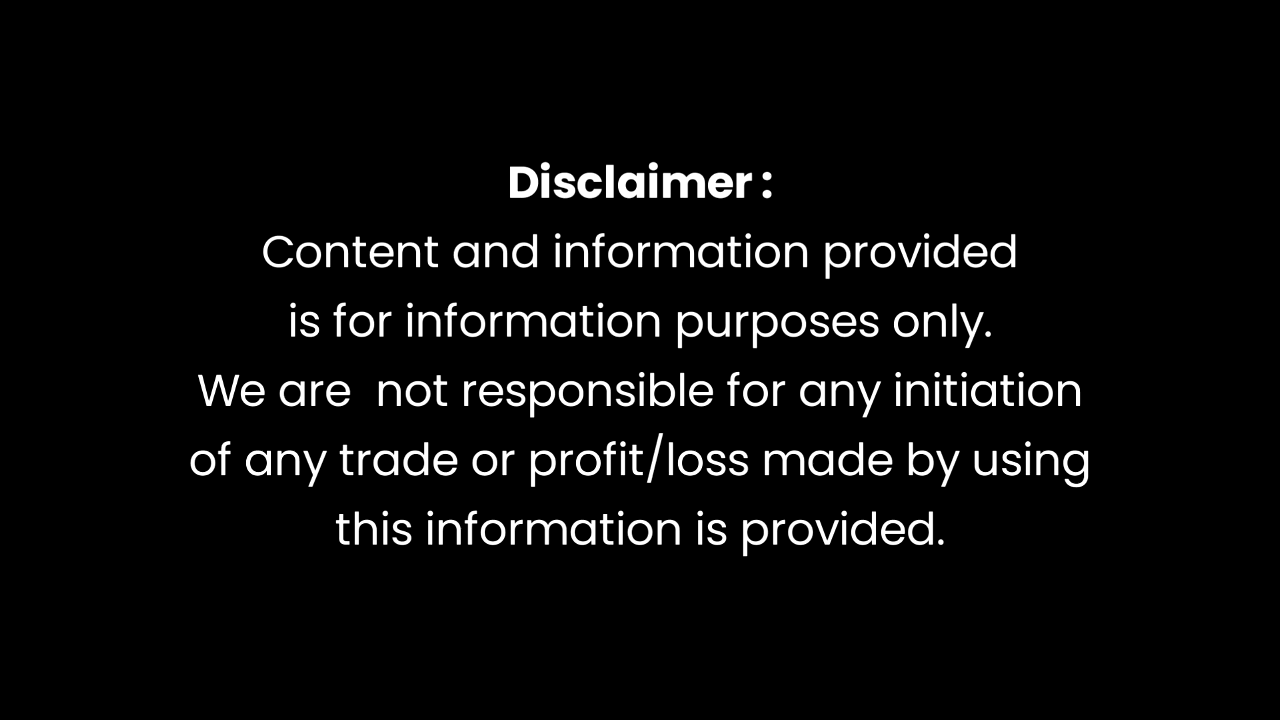 Disclaimer :
Content and information provided
is for information purposes only.
We are  not responsible for any initiation
of any trade or profit/loss made by using
this information is provided.